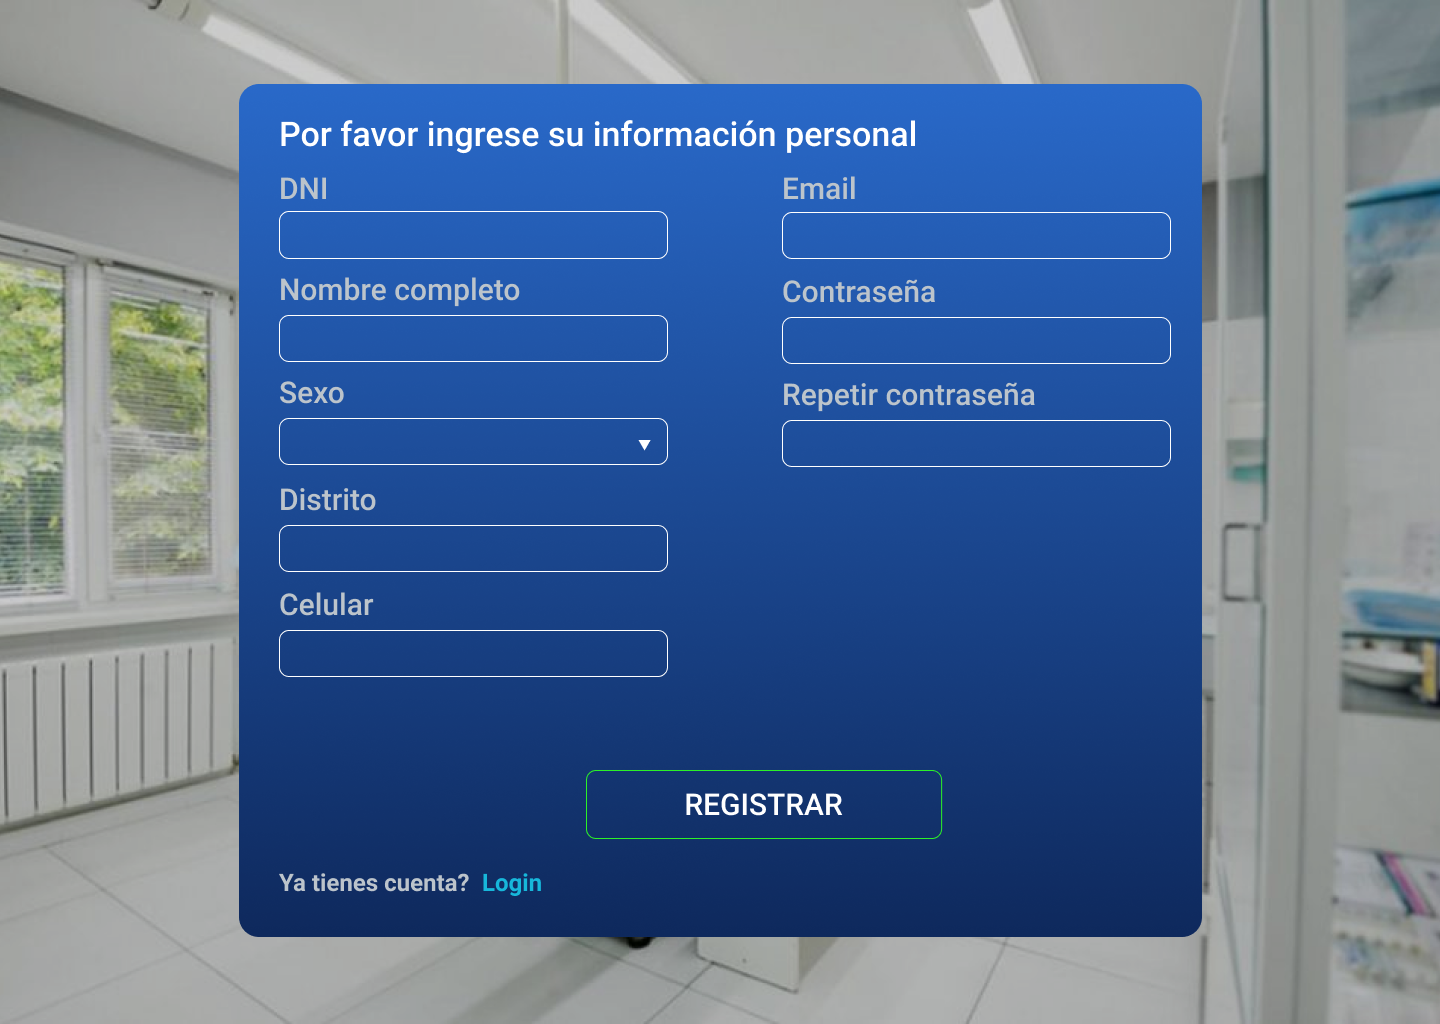 Por favor ingrese su información personal
DNI
Email
Nombre completo
Contraseña
Sexo
Repetir contraseña
Distrito
Celular
REGISTRAR
Ya tienes cuenta? Login